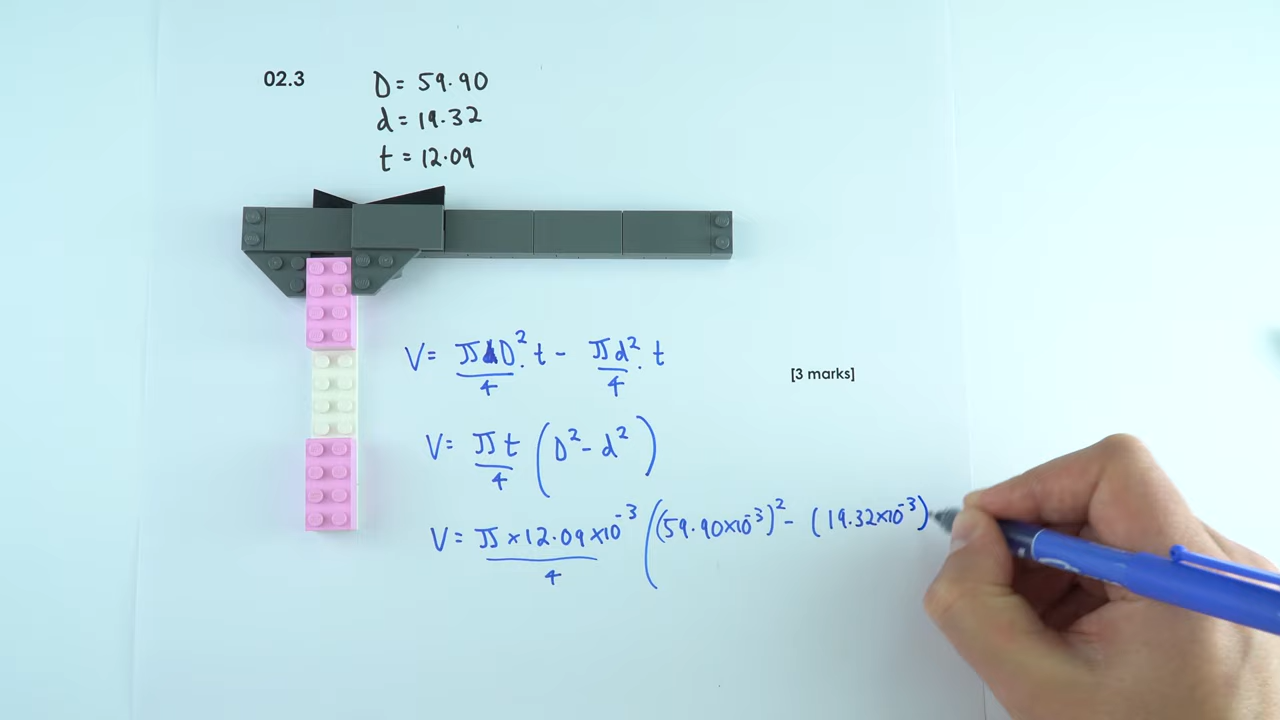 02.3
D = 59.90
d = 19.32
t = 12.09
V = πD²/4 . t - πd²/4 . t
[3 marks]
V = πt/4 (D² - d²)
V = π × 12.09 × 10⁻³/4 ((59.90×10⁻³)² - (19.32×10⁻³)